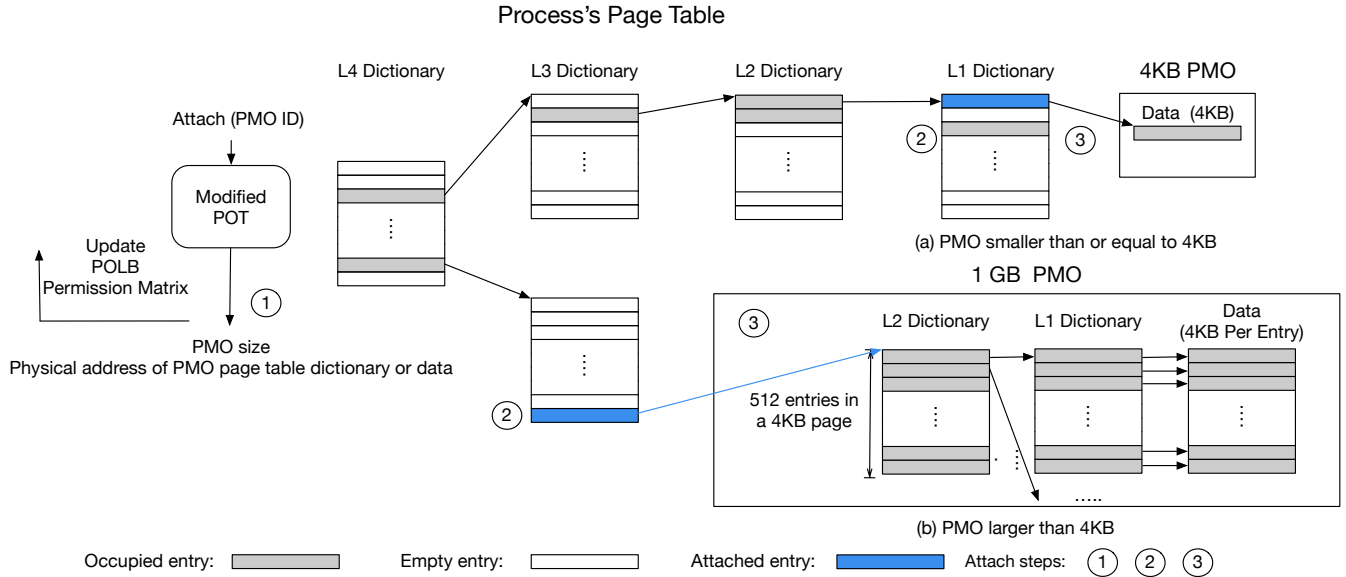 Process's Page Table
L4 Dictionary
L3 Dictionary
L2 Dictionary
L1 Dictionary
4KB PMO
Attach (PMO ID)
Data (4KB)
2
3
Modified
POT
....
....
....
....
(a) PMO smaller than or equal to 4KB
Update
POLB
Permission Matrix
1
PMO size
Physical address of PMO page table dictionary or data
1 GB PMO
3
L2 Dictionary
L1 Dictionary
Data
(4KB Per Entry)
....
2
512 entries in
a 4KB page
....
....
....
. ....
.....
(b) PMO larger than 4KB
Occupied entry:
Empty entry:
Attached entry:
Attach steps:
1
2
3